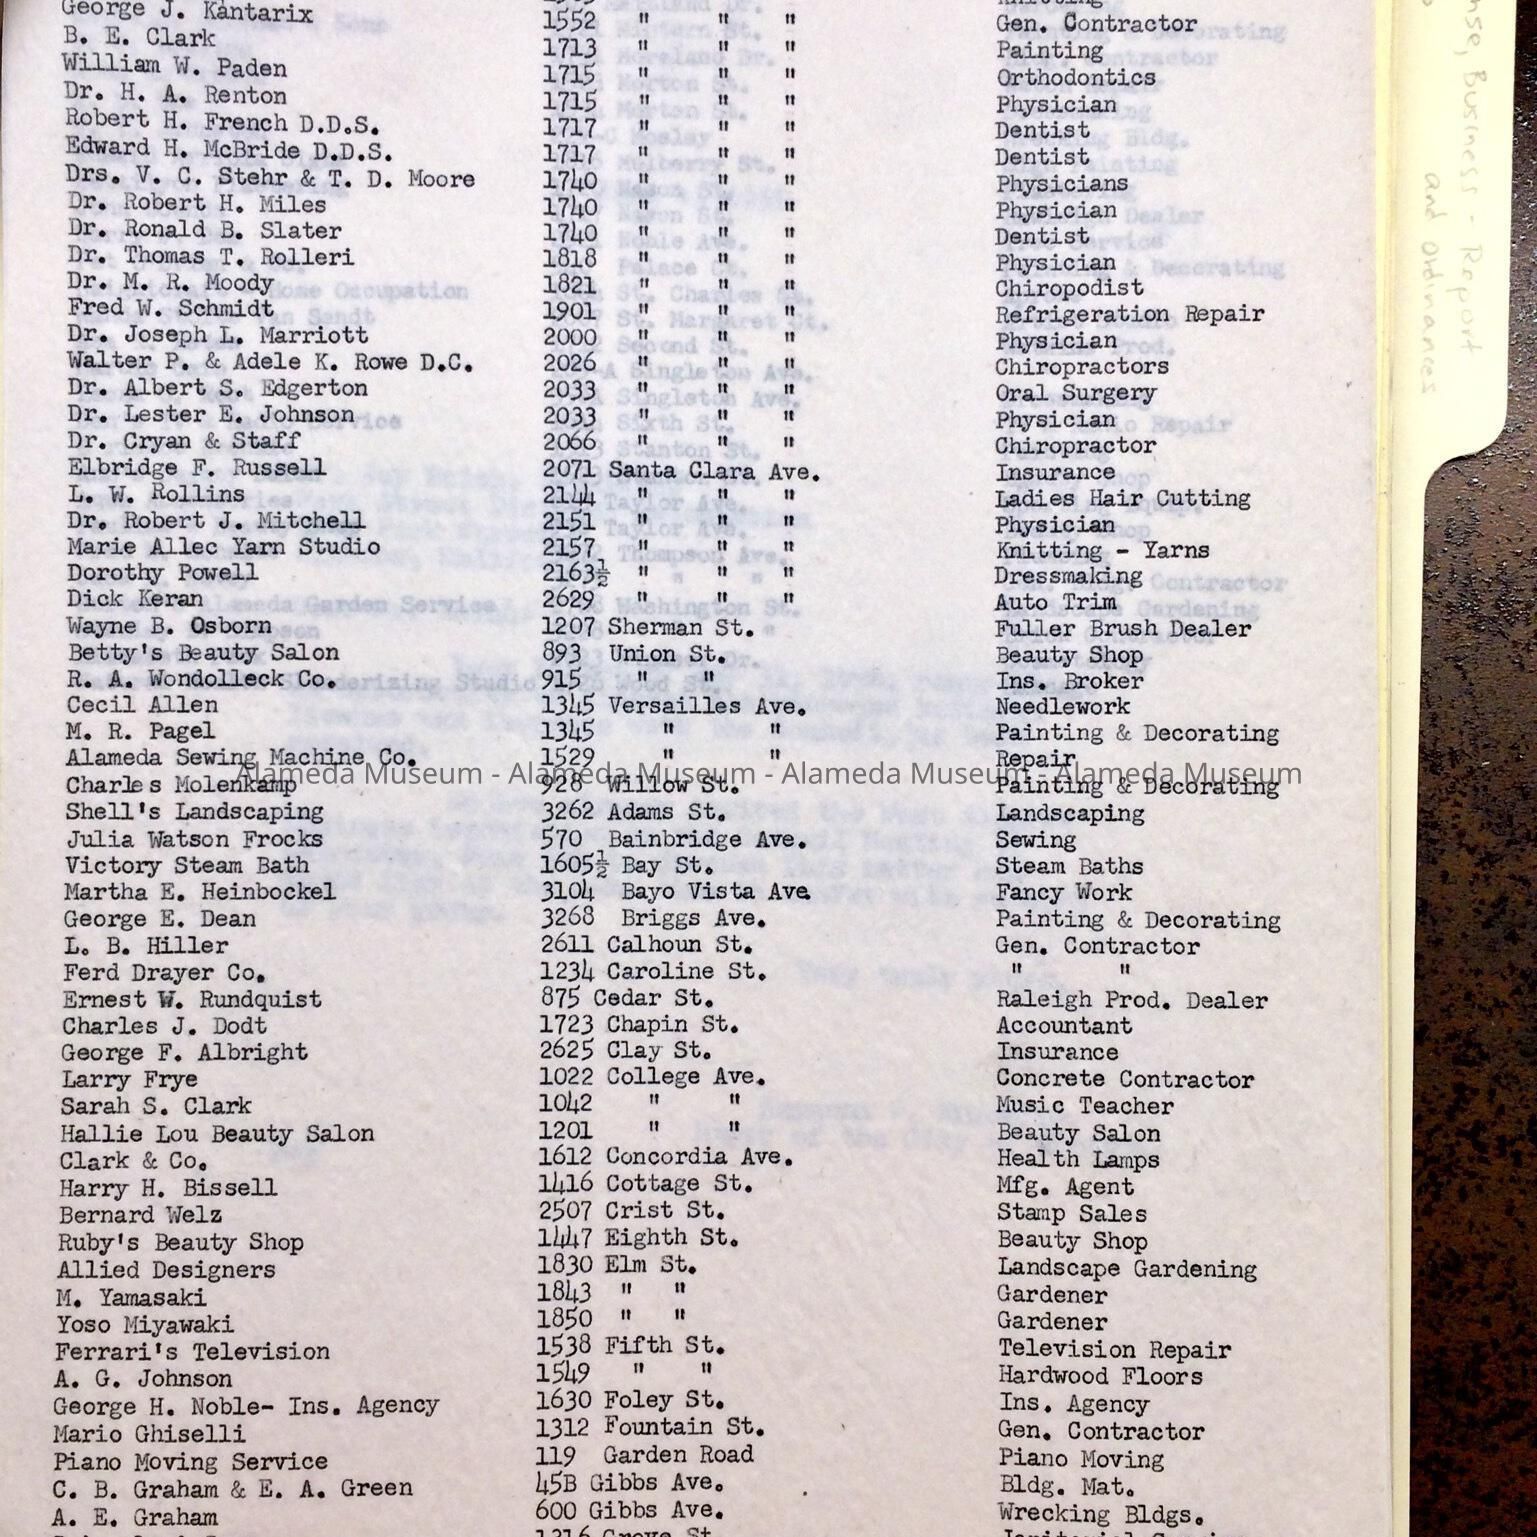 George J. Kantarix 1552 " " " Gen. Contractor
B. E. Clark 1713 " " " Painting
William W. Paden 1715 " " " Orthodontics
Dr. H. A. Renton 1715 " " " Physician
Robert H. French D.D.S. 1717 " " " Dentist
Edward H. McBride D.D.S. 1717 " " " Dentist
Drs. V. C. Stehr & T. D. Moore 1740 " " " Physicians
Dr. Robert H. Miles 1740 " " " Physician
Dr. Ronald B. Slater 1740 " " " Dentist
Dr. Thomas T. Rolleri 1818 " " " Physician
Dr. M. R. Moody 1821 " " " Chiropodist
Fred W. Schmidt 1901 " " " Refrigeration Repair
Dr. Joseph L. Marriott 2000 " " " Physician
Walter P. & Adele K. Rowe D.C. 2026 " " " Chiropractors
Dr. Albert S. Edgerton 2033 " " " Oral Surgery
Dr. Lester E. Johnson 2033 " " " Physician
Dr. Cryan & Staff 2066 " " " Chiropractor
Elbridge F. Russell 2071 Santa Clara Ave. Insurance
L. W. Rollins 2144 " " " Ladies Hair Cutting
Dr. Robert J. Mitchell 2151 " " " Physician
Marie Allec Yarn Studio 2157 " " " Knitting - Yarns
Dorothy Powell 2163½ " " " Dressmaking
Dick Keran 2629 " " " Auto Trim
Wayne B. Osborn 1207 Sherman St. Fuller Brush Dealer
Betty's Beauty Salon 893 Union St. Beauty Shop
R. A. Wondolleck Co. 915 " " Ins. Broker
Cecil Allen 1345 Versailles Ave. Needlework
M. R. Pagel 1345 " " Painting & Decorating
Alameda Sewing Machine Co. 1529 " " Repair
Alameda Museum - Alameda Museum - Alameda Museum - Alameda Museum
Charles Molenkamp 928 Willow St. Painting & Decorating
Shell's Landscaping 3262 Adams St. Landscaping
Julia Watson Frocks 570 Bainbridge Ave. Sewing
Victory Steam Bath 1605½ Bay St. Steam Baths
Martha E. Heinbockel 3104 Bayo Vista Ave Fancy Work
George E. Dean 3268 Briggs Ave. Painting & Decorating
L. B. Hiller 2611 Calhoun St. Gen. Contractor
Ferd Drayer Co. 1234 Caroline St. " "
Ernest W. Rundquist 875 Cedar St. Raleigh Prod. Dealer
Charles J. Dodt 1723 Chapin St. Accountant
George F. Albright 2625 Clay St. Insurance
Larry Frye 1022 College Ave. Concrete Contractor
Sarah S. Clark 1042 " " Music Teacher
Hallie Lou Beauty Salon 1201 " " Beauty Salon
Clark & Co. 1612 Concordia Ave. Health Lamps
Harry H. Bissell 1416 Cottage St. Mfg. Agent
Bernard Welz 2507 Crist St. Stamp Sales
Ruby's Beauty Shop 1447 Eighth St. Beauty Shop
Allied Designers 1830 Elm St. Landscape Gardening
M. Yamasaki 1843 " " Gardener
Yoso Miyawaki 1850 " " Gardener
Ferrari's Television 1538 Fifth St. Television Repair
A. G. Johnson 1549 " " Hardwood Floors
George H. Noble- Ins. Agency 1630 Foley St. Ins. Agency
Mario Ghiselli 1312 Fountain St. Gen. Contractor
Piano Moving Service 119 Garden Road Piano Moving
C. B. Graham & E. A. Green 45B Gibbs Ave. Bldg. Mat.
A. E. Graham 600 Gibbs Ave. Wrecking Bldgs.
Business - Report
and Ordinances